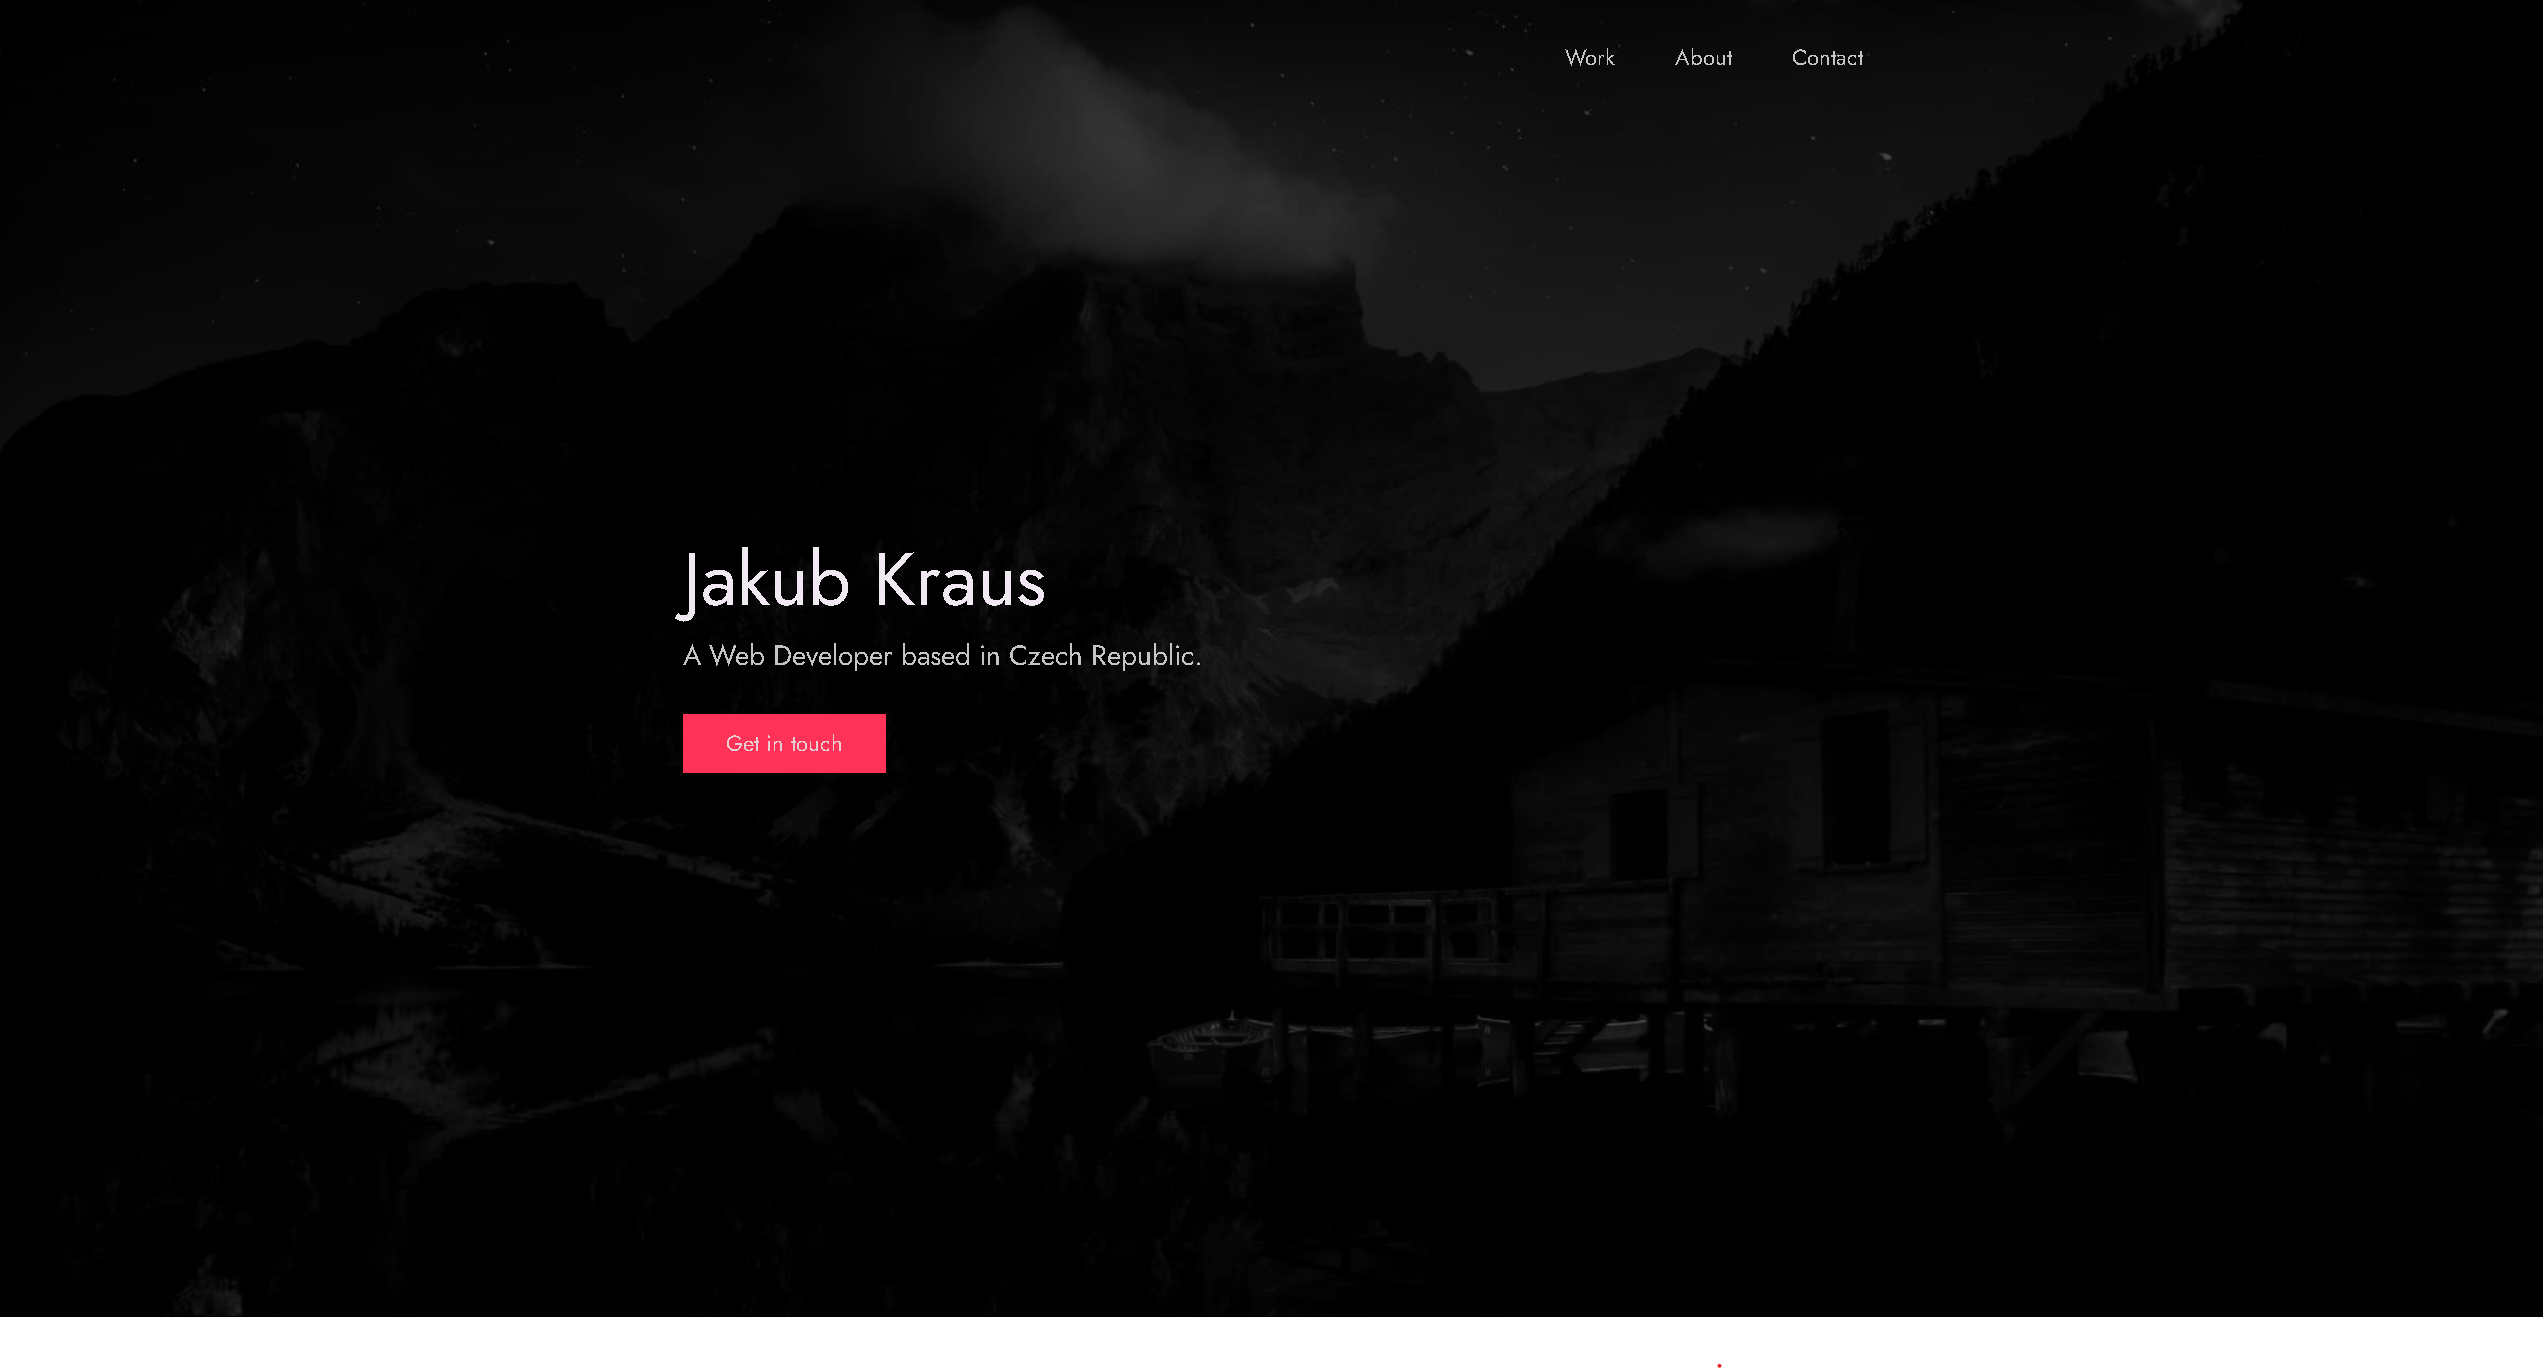 Work About Contact
Jakub Kraus
A Web Developer based in Czech Republic.
Get in touch